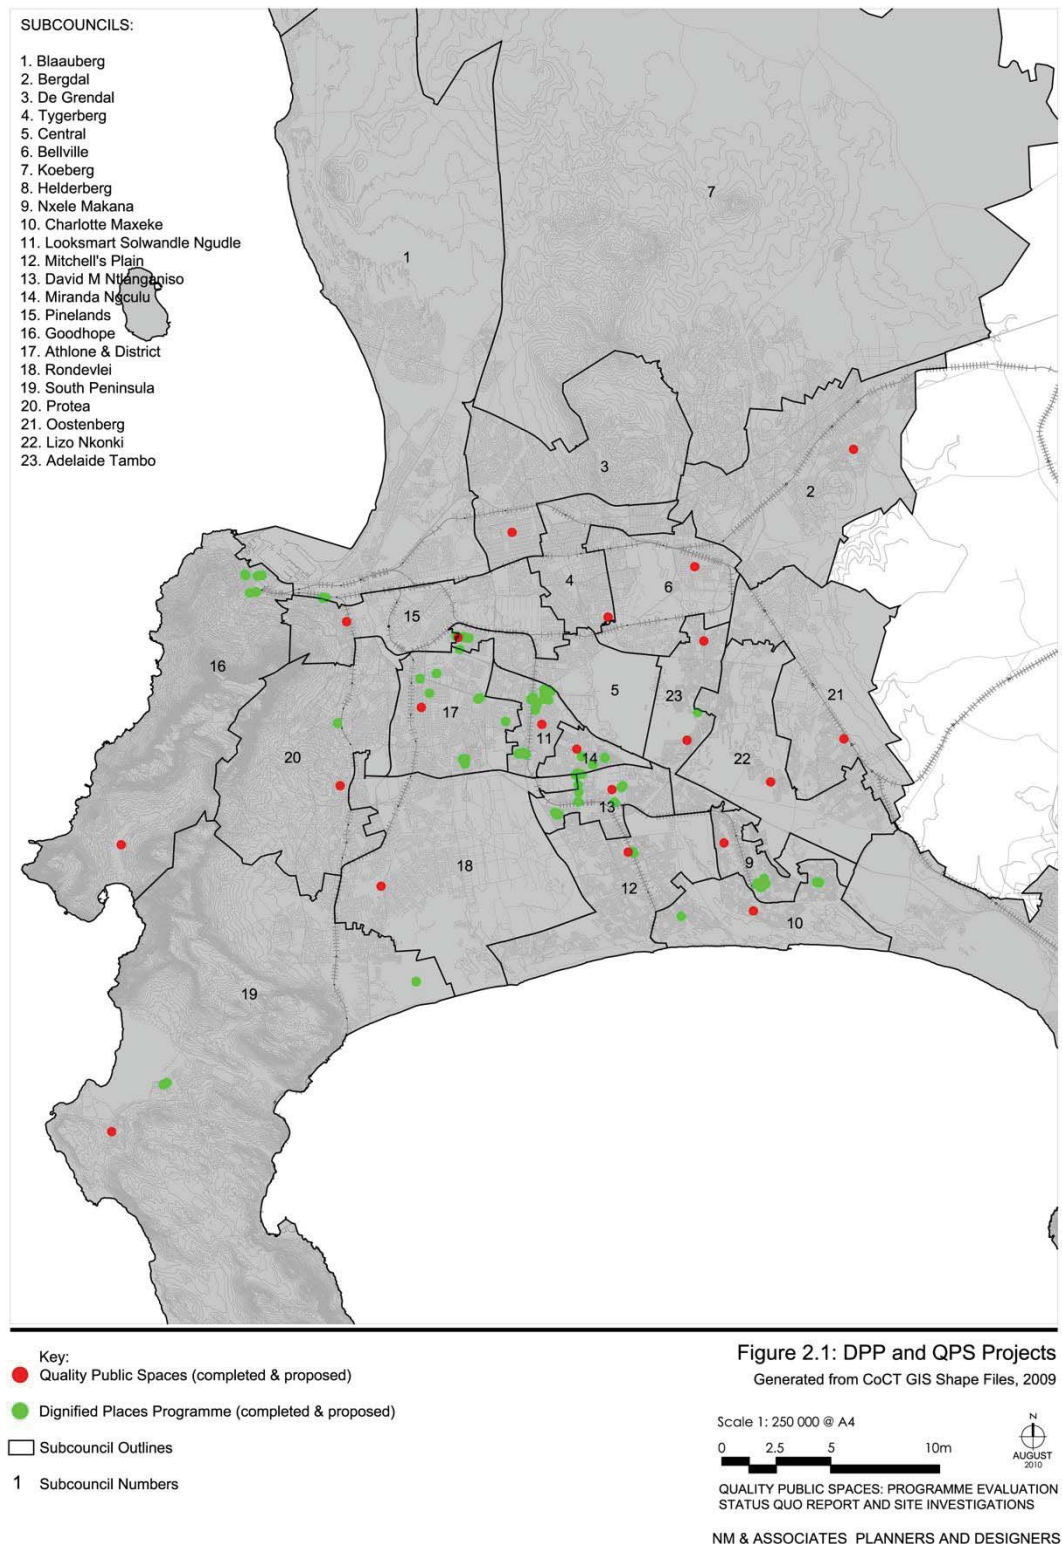 SUBCOUNCILS:
1. Blaauberg
2. Bergdal
3. De Grendal
4. Tygerberg
5. Central
6. Bellville
7. Koeberg
8. Helderberg
9. Nxele Makana
10. Charlotte Maxeke
11. Looksmart Solwandle Ngudle
12. Mitchell's Plain
13. David M Ntlanganiso
14. Miranda Ngculu
15. Pinelands
16. Goodhope
17. Athlone & District
18. Rondevlei
19. South Peninsula
20. Protea
21. Oostenberg
22. Lizo Nkonki
23. Adelaide Tambo
7
1
3
2
4
6
15
16
5
23
21
17
11
20
14
22
13
18
9
12
10
19
Key:
Quality Public Spaces (completed & proposed)
Dignified Places Programme (completed & proposed)
Subcouncil Outlines
1 Subcouncil Numbers
Figure 2.1: DPP and QPS Projects
Generated from CoCT GIS Shape Files, 2009
Scale 1: 250 000 @ A4
0 2.5 5 10m
N
AUGUST
2010
QUALITY PUBLIC SPACES: PROGRAMME EVALUATION
STATUS QUO REPORT AND SITE INVESTIGATIONS
NM & ASSOCIATES PLANNERS AND DESIGNERS